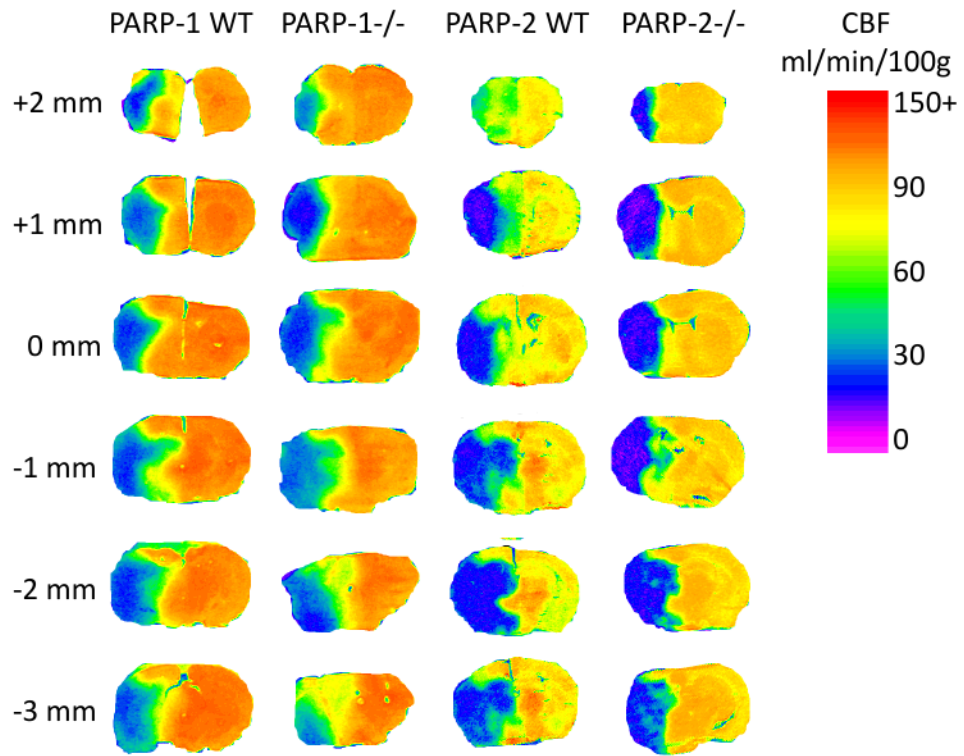 PARP-1 WT PARP-1-/- PARP-2 WT PARP-2-/- CBF
ml/min/100g
+2 mm
150+
+1 mm
90
60
0 mm
30
-1 mm
0
-2 mm
-3 mm